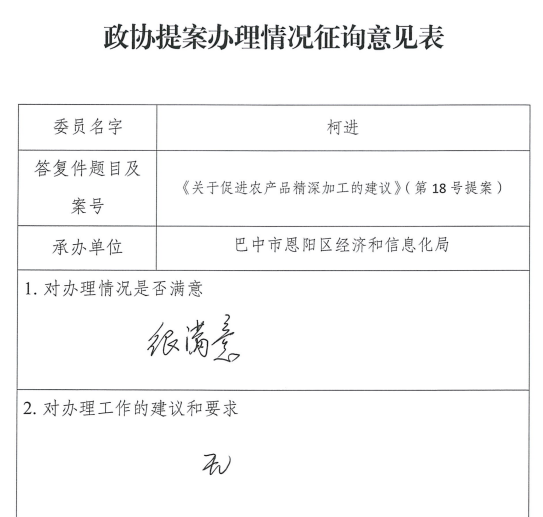 政协提案办理情况征询意见表
委员名字
柯进
答复件题目及
案号
《关于促进农产品精深加工的建议》（第 18 号提案）
承办单位
巴中市恩阳区经济和信息化局
1. 对办理情况是否满意
很满意
2. 对办理工作的建议和要求
无